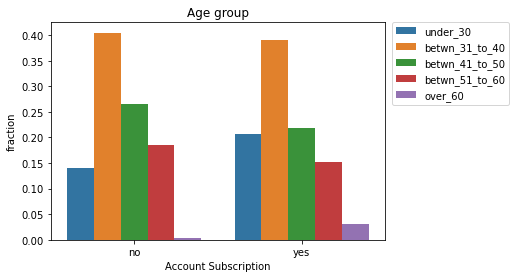 Age group
fraction
0.40
0.35
0.30
0.25
0.20
0.15
0.10
0.05
0.00
no
yes
Account Subscription
under_30
betwn_31_to_40
betwn_41_to_50
betwn_51_to_60
over_60